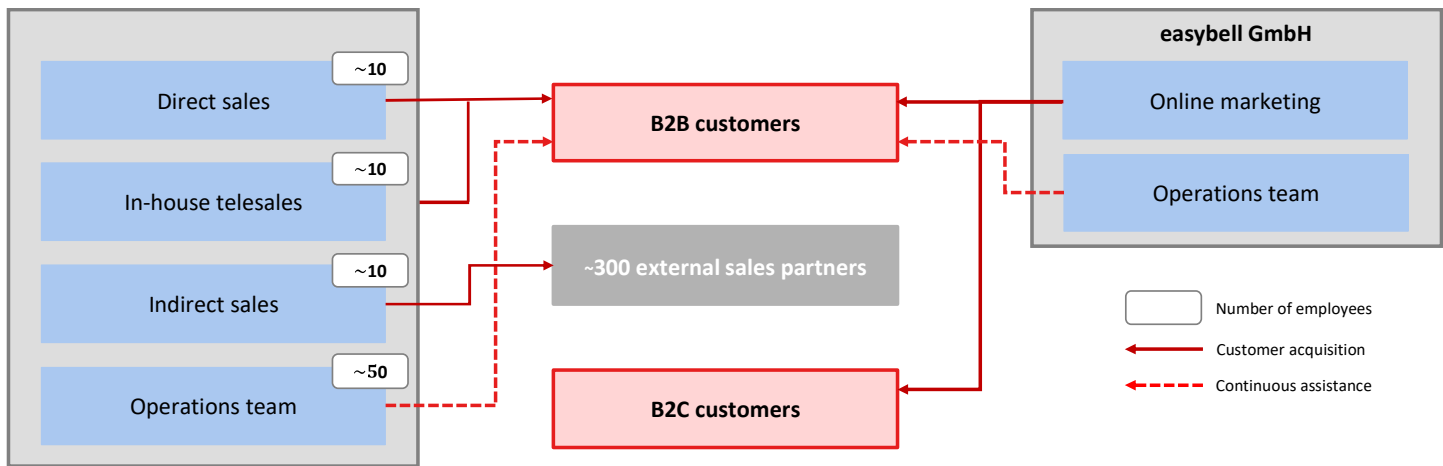 ~10
Direct sales
~10
In-house telesales
~10
Indirect sales
~50
Operations team
B2B customers
~300 external sales partners
B2C customers
easybell GmbH
Online marketing
Operations team
Number of employees
Customer acquisition
Continuous assistance